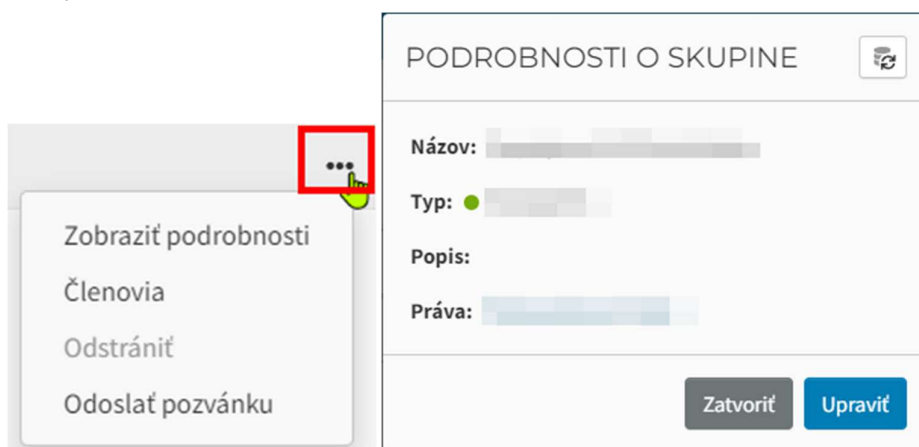 PODROBNOSTI O SKUPINE
Názov:
Typ:
Popis:
Práva:
Zatvoriť
Upraviť
Zobraziť podrobnosti
Členovia
Odstrániť
Odoslať pozvánku